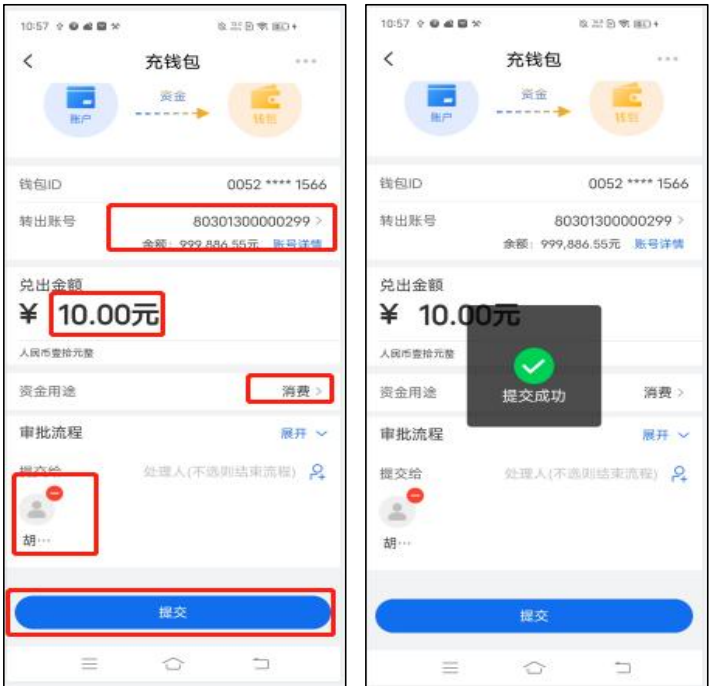 10:57
充钱包
资金
账户
钱包
钱包ID
0052 **** 1566
转出账号
80301300000299 >
余额: 999,886.55元 账号详情
兑出金额
¥ 10.00元
人民币壹拾元整
资金用途
消费 >
审批流程
展开
提交给
处理人(不选则结束流程)
胡…
提交
10:57
充钱包
资金
账户
钱包
钱包ID
0052 **** 1566
转出账号
80301300000299 >
余额: 999,886.55元 账号详情
兑出金额
¥ 10.00元
人民币壹拾元整
提交成功
资金用途
消费 >
审批流程
展开
提交给
处理人(不选则结束流程)
胡…
提交